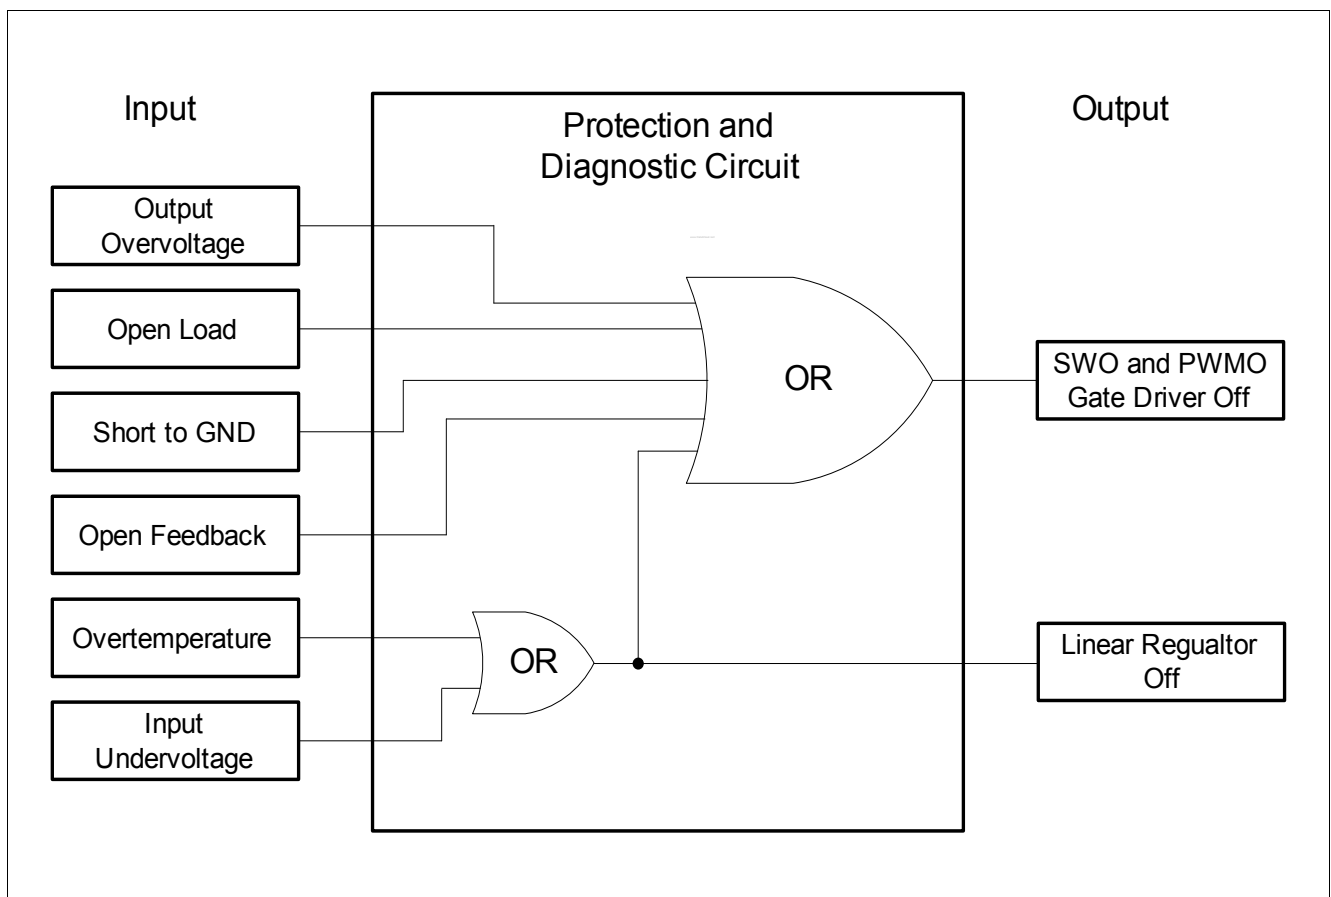 Input
Protection and
Diagnostic Circuit
Output
Output
Overvoltage
Open Load
Short to GND
Open Feedback
Overtemperature
Input
Undervoltage
OR
OR
SWO and PWMO
Gate Driver Off
Linear Regualtor
Off